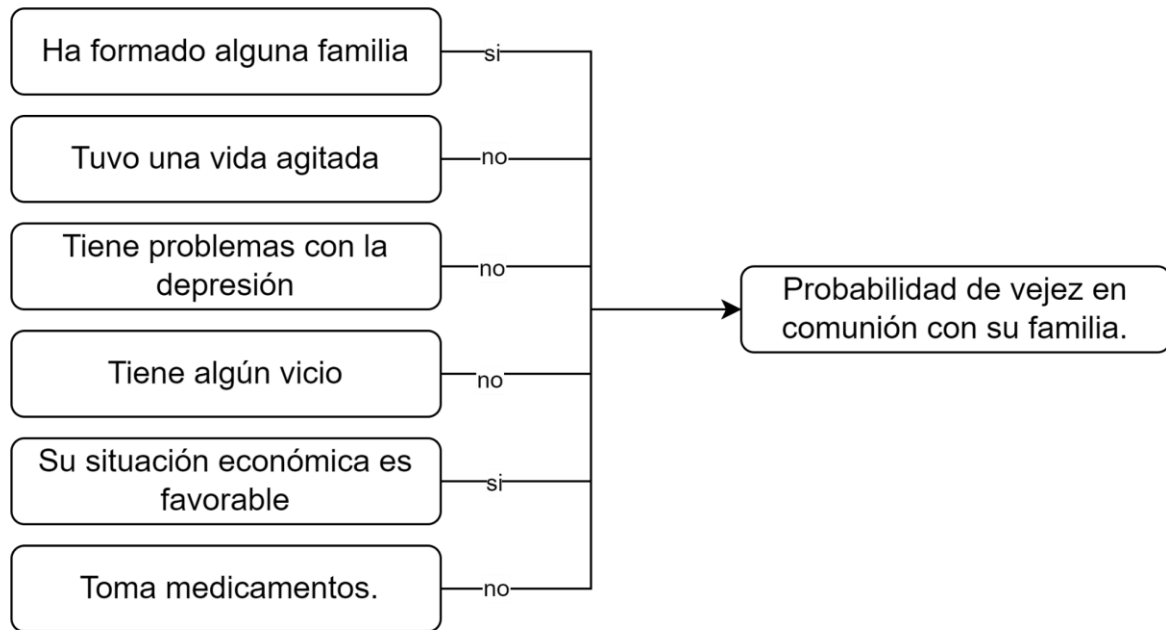 Ha formado alguna familia
si
Tuvo una vida agitada
no
Tiene problemas con la
depresión
no
Tiene algún vicio
no
Su situación económica es
favorable
si
Toma medicamentos.
no
Probabilidad de vejez en
comunión con su familia.